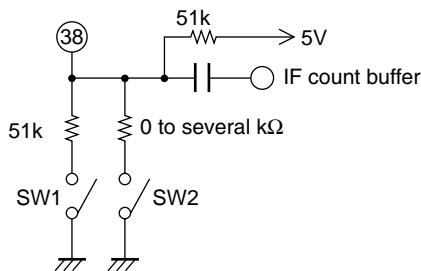 51k
38
5V
IF count buffer
51k
0 to several kΩ
SW1
SW2